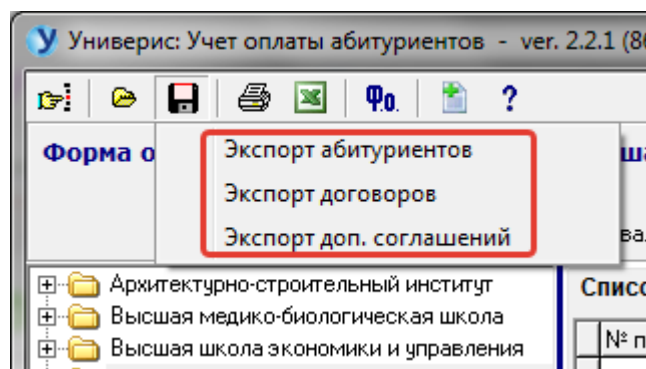 Универис: Учет оплаты абитуриентов - ver. 2.2.1
Ф.О.
?
Форма о
Экспорт абитуриентов
Экспорт договоров
Экспорт доп. соглашений
Архитектурно-строительный институт
Высшая медико-биологическая школа
Высшая школа экономики и управления
№ п